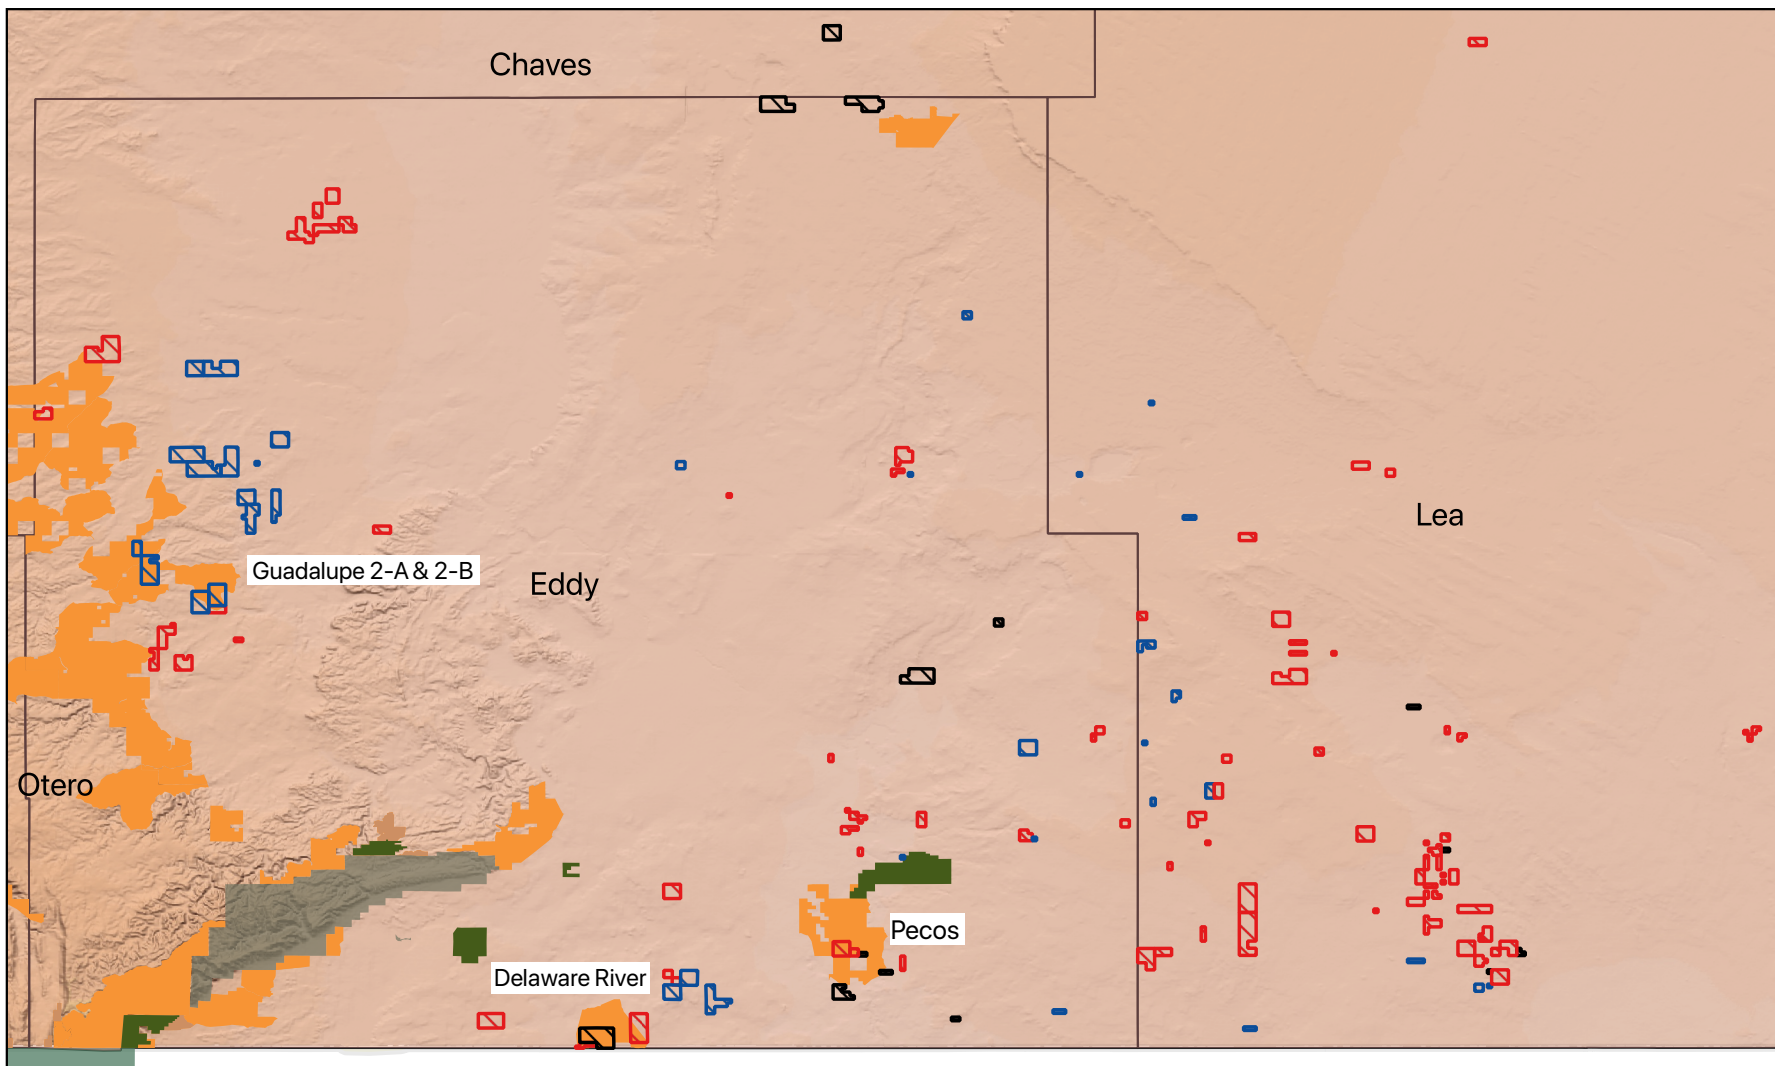 Chaves
Lea
Guadalupe 2-A & 2-B
Eddy
Otero
Pecos
Delaware River